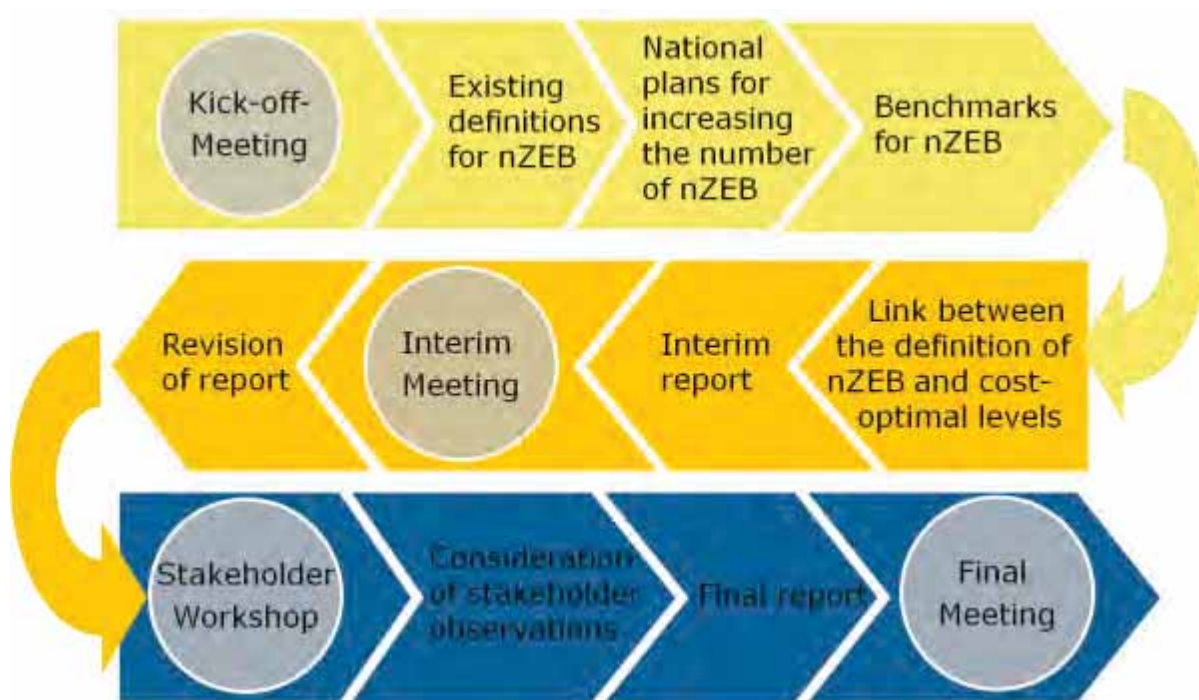 Kick-off-
Meeting
Existing
definitions
for nZEB
National
plans for
increasing
the number
of nZEB
Benchmarks
for nZEB
Link between
the definition of
nZEB and cost-
optimal levels
Interim
report
Interim
Meeting
Revision
of report
Stakeholder
Workshop
Consideration
of stakeholder
observations
Final report
Final
Meeting